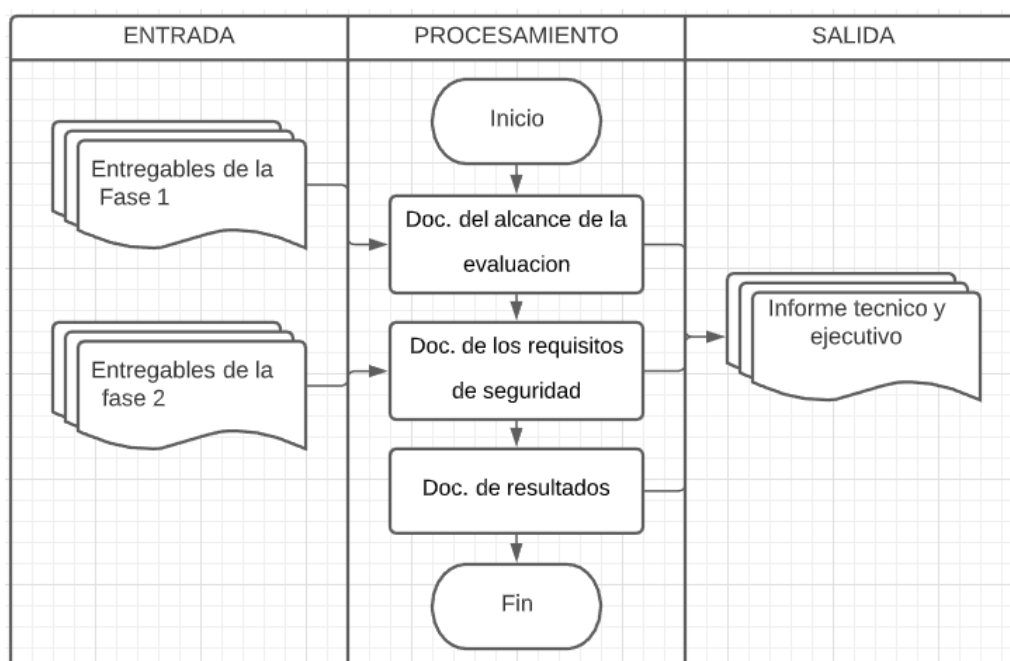 ENTRADA
PROCESAMIENTO
SALIDA
Inicio
Entregables de la
Fase 1
Doc. del alcance de la
evaluacion
Informe tecnico y
ejecutivo
Entregables de la
fase 2
Doc. de los requisitos
de seguridad
Doc. de resultados
Fin